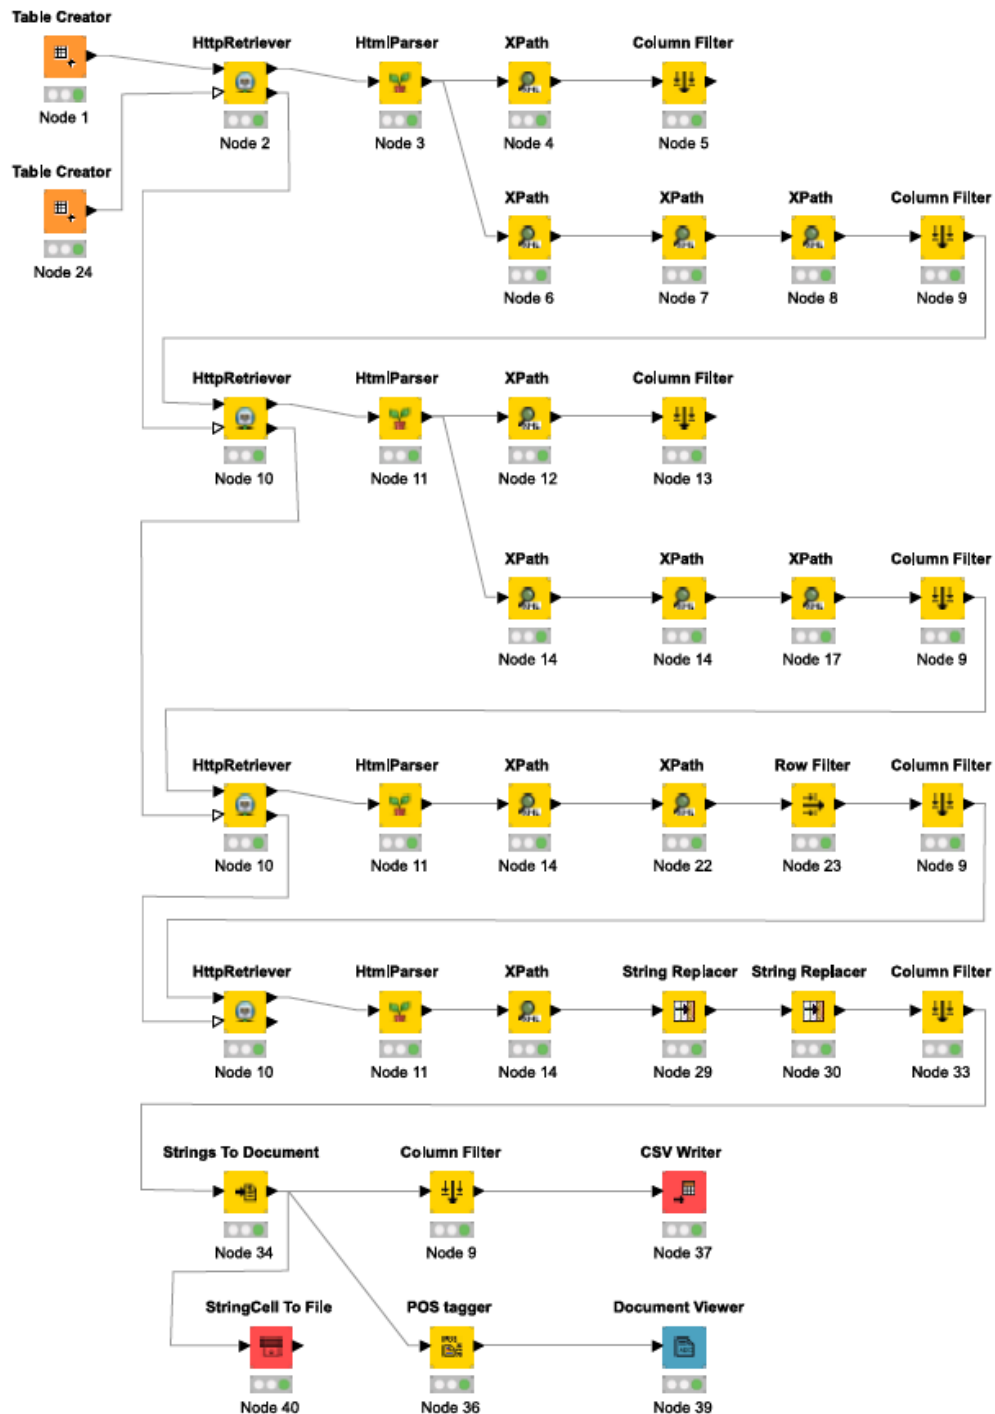 Table Creator
HttpRetriever HtmlParser XPath Column Filter
Node 1
Node 2 Node 3 Node 4 Node 5
Table Creator
XPath XPath XPath Column Filter
Node 24
Node 6 Node 7 Node 8 Node 9
HttpRetriever HtmlParser XPath Column Filter
Node 10 Node 11 Node 12 Node 13
XPath XPath XPath Column Filter
Node 14 Node 14 Node 17 Node 9
HttpRetriever HtmlParser XPath XPath Row Filter Column Filter
Node 10 Node 11 Node 14 Node 22 Node 23 Node 9
HttpRetriever HtmlParser XPath String Replacer String Replacer Column Filter
Node 10 Node 11 Node 14 Node 29 Node 30 Node 33
Strings To Document Column Filter CSV Writer
Node 34 Node 9 Node 37
StringCell To File POS tagger Document Viewer
Node 40 Node 36 Node 39